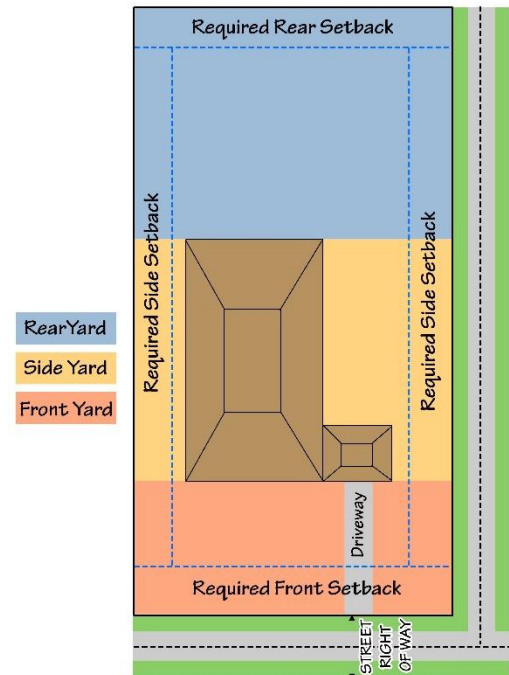 Required Rear Setback
Required Side Setback
Required Side Setback
RearYard
Side Yard
Front Yard
Driveway
Required Front Setback
STREET
RIGHT
OF WAY